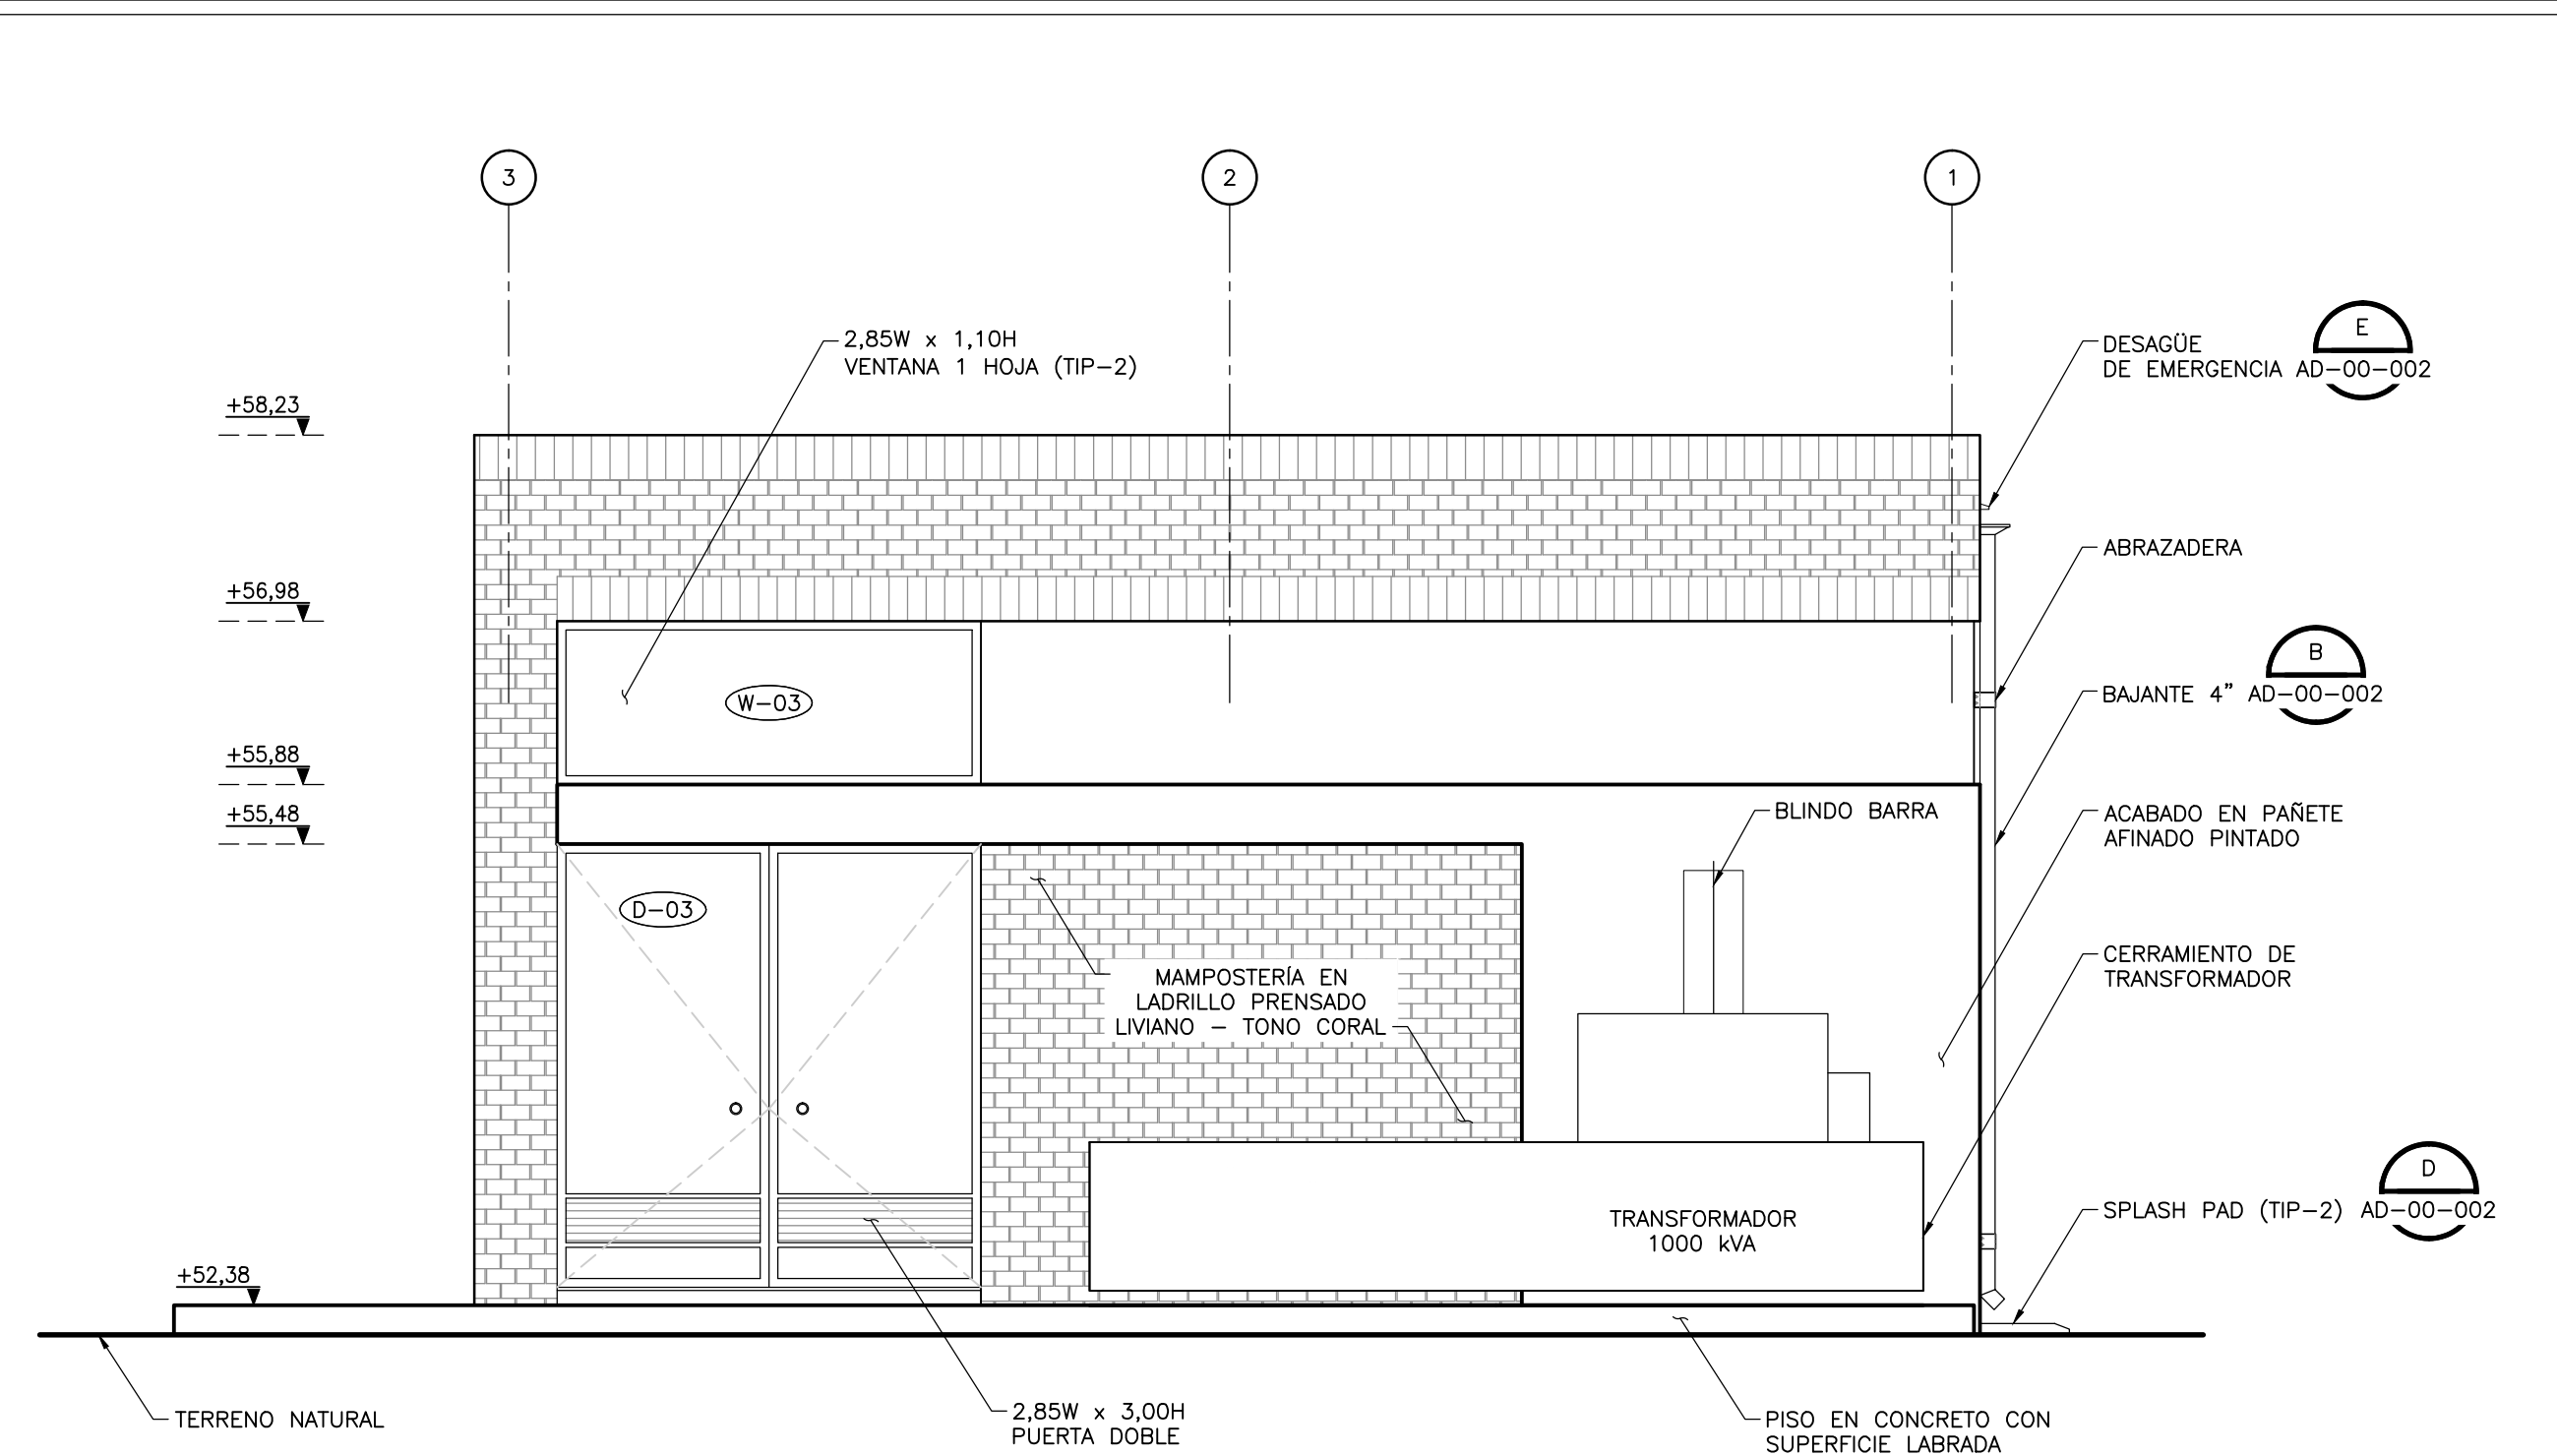 3
2
1
2,85W x 1,10H
VENTANA 1 HOJA (TIP-2)
E
DESAGÜE
DE EMERGENCIA AD-00-002
+58,23
ABRAZADERA
+56,98
B
BAJANTE 4" AD-00-002
W-03
+55,88
+55,48
BLINDO BARRA
ACABADO EN PAÑETE
AFINADO PINTADO
D-03
CERRAMIENTO DE
TRANSFORMADOR
MAMPOSTERÍA EN
LADRILLO PRENSADO
LIVIANO - TONO CORAL
D
SPLASH PAD (TIP-2) AD-00-002
TRANSFORMADOR
1000 kVA
+52,38
TERRENO NATURAL
2,85W x 3,00H
PUERTA DOBLE
PISO EN CONCRETO CON
SUPERFICIE LABRADA